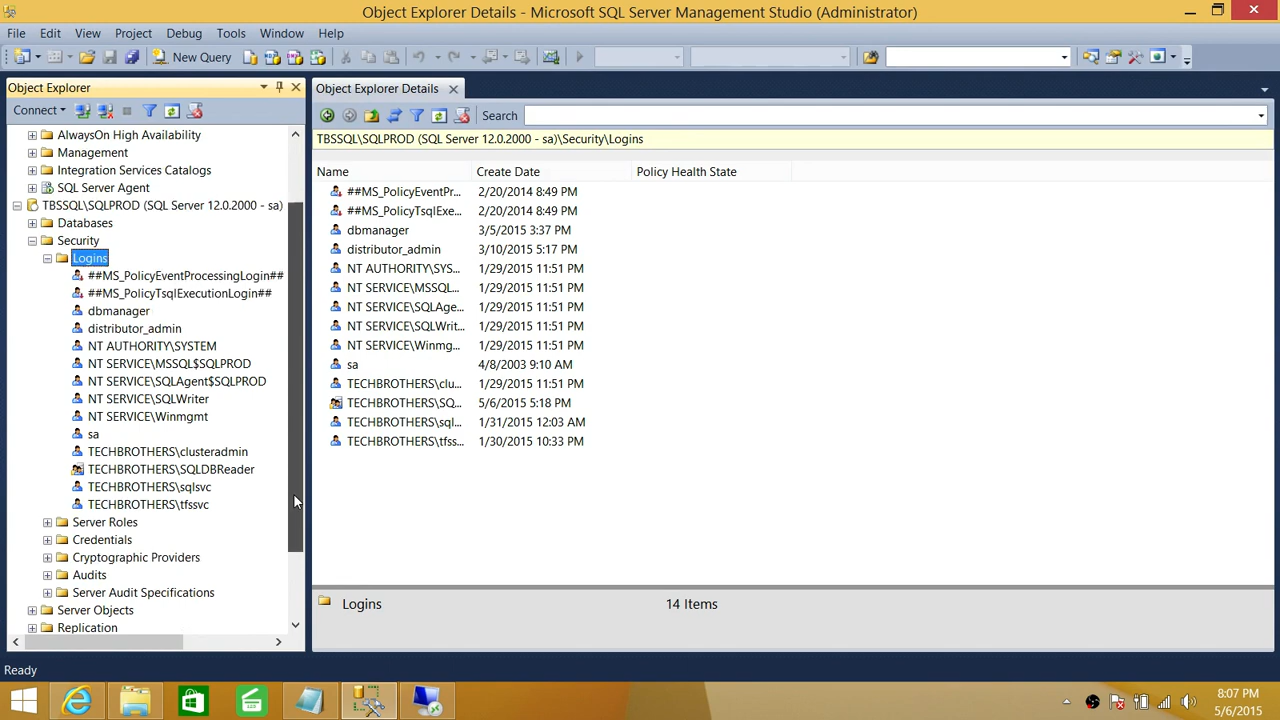 Object Explorer Details - Microsoft SQL Server Management Studio (Administrator)
File Edit View Project Debug Tools Window Help
New Query
Object Explorer
Connect
AlwaysOn High Availability
Management
Integration Services Catalogs
SQL Server Agent
TBSSQL\SQLPROD (SQL Server 12.0.2000 - sa)
Databases
Security
Logins
##MS_PolicyEventProcessingLogin##
##MS_PolicyTsqlExecutionLogin##
dbmanager
distributor_admin
NT AUTHORITY\SYSTEM
NT SERVICE\MSSQL$SQLPROD
NT SERVICE\SQLAgent$SQLPROD
NT SERVICE\SQLWriter
NT SERVICE\Winmgmt
sa
TECHBROTHERS\clusteradmin
TECHBROTHERS\SQLDBReader
TECHBROTHERS\sqlsvc
TECHBROTHERS\tfssvc
Server Roles
Credentials
Cryptographic Providers
Audits
Server Audit Specifications
Server Objects
Replication
Object Explorer Details
Search
TBSSQL\SQLPROD (SQL Server 12.0.2000 - sa)\Security\Logins
Name Create Date Policy Health State
##MS_PolicyEventPr... 2/20/2014 8:49 PM
##MS_PolicyTsqlExe... 2/20/2014 8:49 PM
dbmanager 3/5/2015 3:37 PM
distributor_admin 3/10/2015 5:17 PM
NT AUTHORITY\SYS... 1/29/2015 11:51 PM
NT SERVICE\MSSQL... 1/29/2015 11:51 PM
NT SERVICE\SQLAge... 1/29/2015 11:51 PM
NT SERVICE\SQLWrit... 1/29/2015 11:51 PM
NT SERVICE\Winmg... 1/29/2015 11:51 PM
sa 4/8/2003 9:10 AM
TECHBROTHERS\clu... 1/29/2015 11:51 PM
TECHBROTHERS\SQ... 5/6/2015 5:18 PM
TECHBROTHERS\sql... 1/31/2015 12:03 AM
TECHBROTHERS\tfss... 1/30/2015 10:33 PM
Logins 14 Items
Ready
8:07 PM
5/6/2015